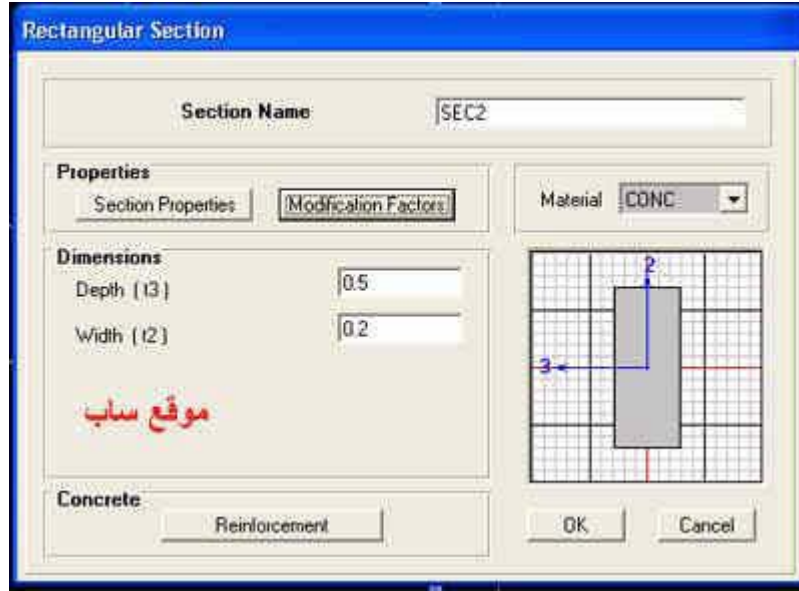 Rectangular Section
Section Name SEC2
Properties
Section Properties Modification Factors
Material CONC
Dimensions
Depth ( t3 ) 0.5
Width ( t2 ) 0.2
2
3
موقع ساب
Concrete
Reinforcement
OK Cancel